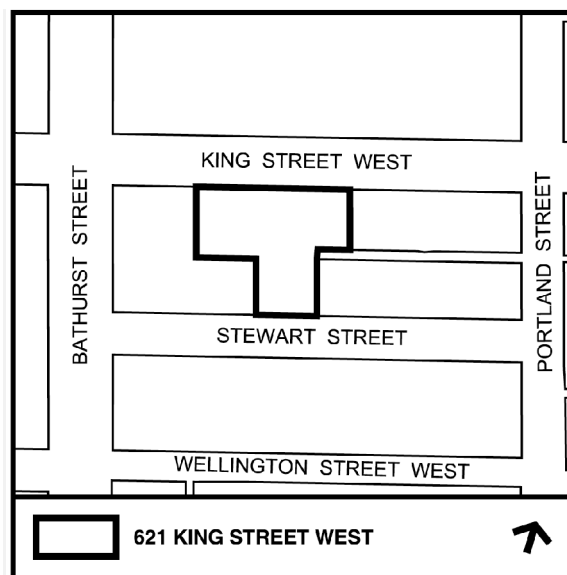 KING STREET WEST
BATHURST STREET
PORTLAND STREET
STEWART STREET
WELLINGTON STREET WEST
621 KING STREET WEST